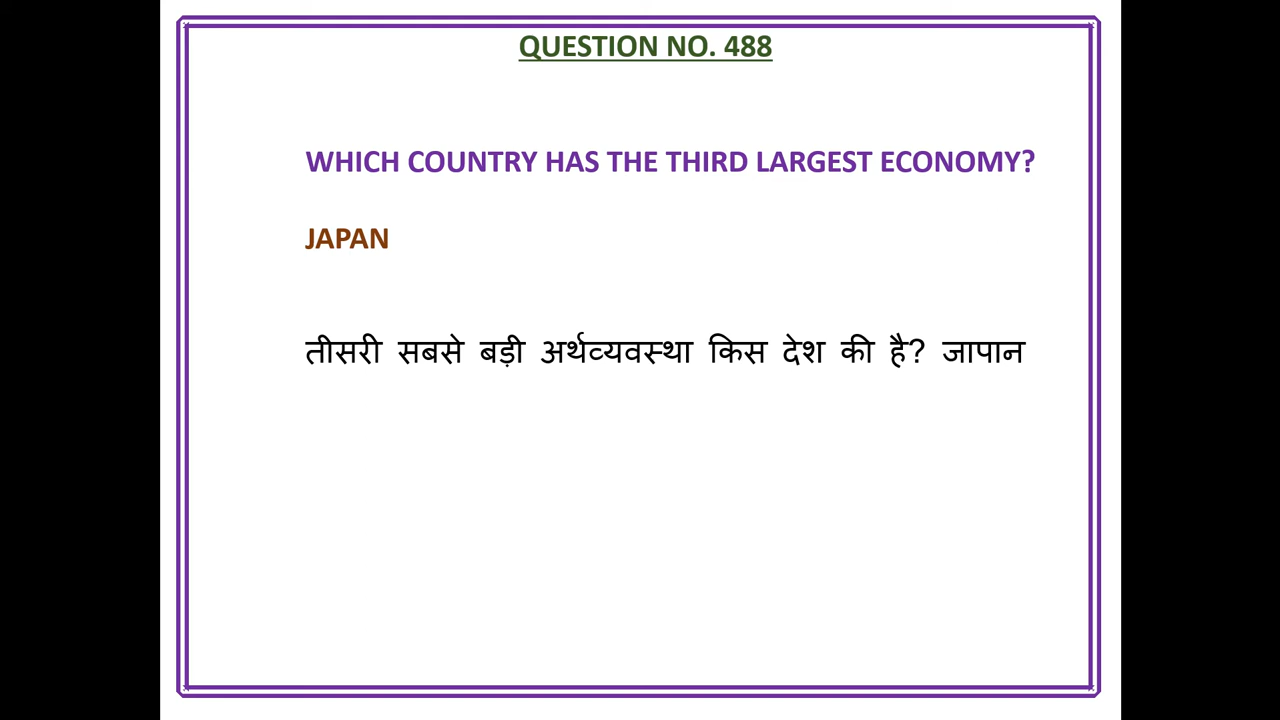 QUESTION NO. 488
WHICH COUNTRY HAS THE THIRD LARGEST ECONOMY?
JAPAN
तीसरी सबसे बड़ी अर्थव्यवस्था किस देश की है? जापान